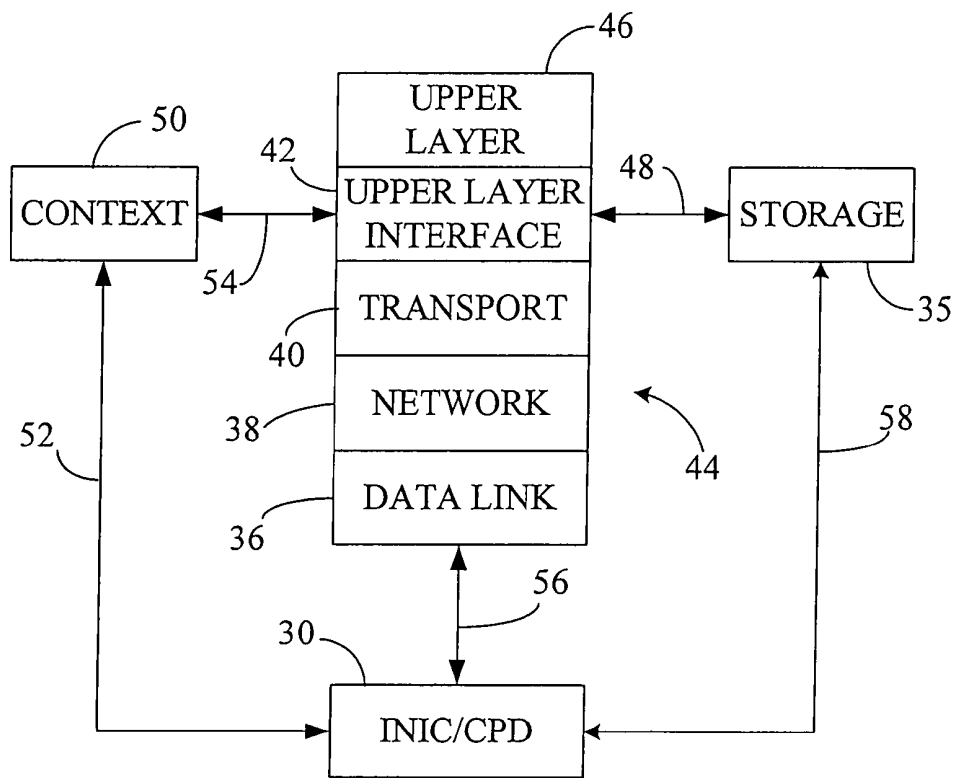 46
UPPER
LAYER
50
42
CONTEXT
UPPER LAYER
INTERFACE
48
STORAGE
54
35
TRANSPORT
40
NETWORK
38
52
58
44
DATA LINK
36
56
30
INIC/CPD